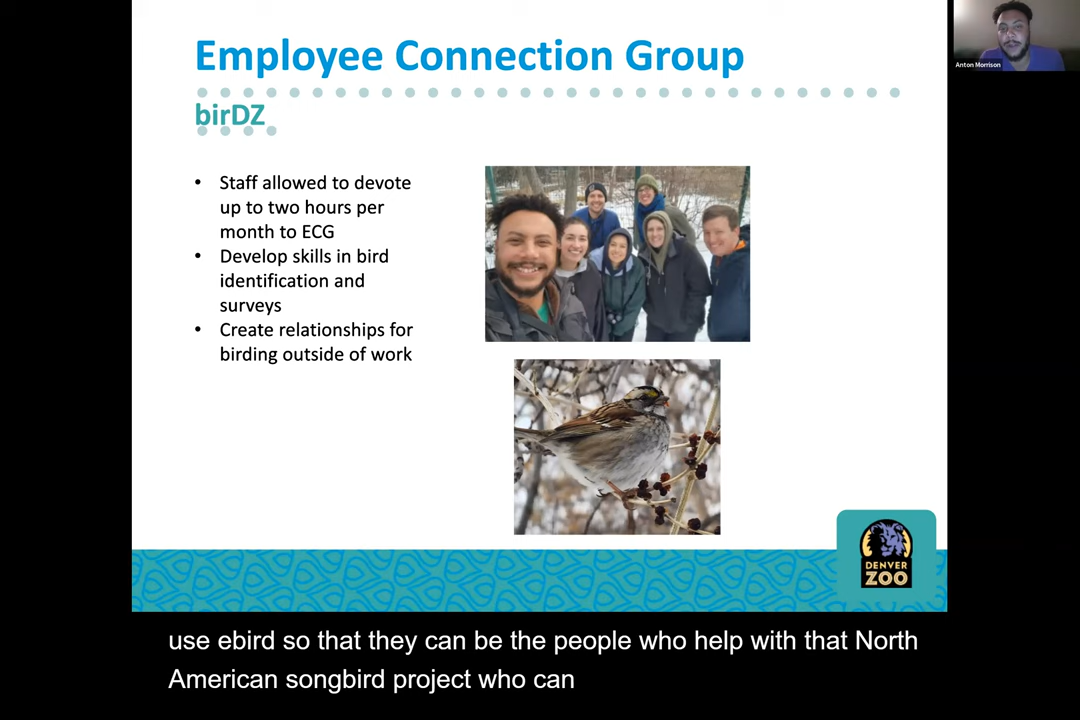 Employee Connection Group
Anton Morrison
birDZ
• Staff allowed to devote
up to two hours per
month to ECG
• Develop skills in bird
identification and
surveys
• Create relationships for
birding outside of work
DENVER
ZOO
use ebird so that they can be the people who help with that North
American songbird project who can